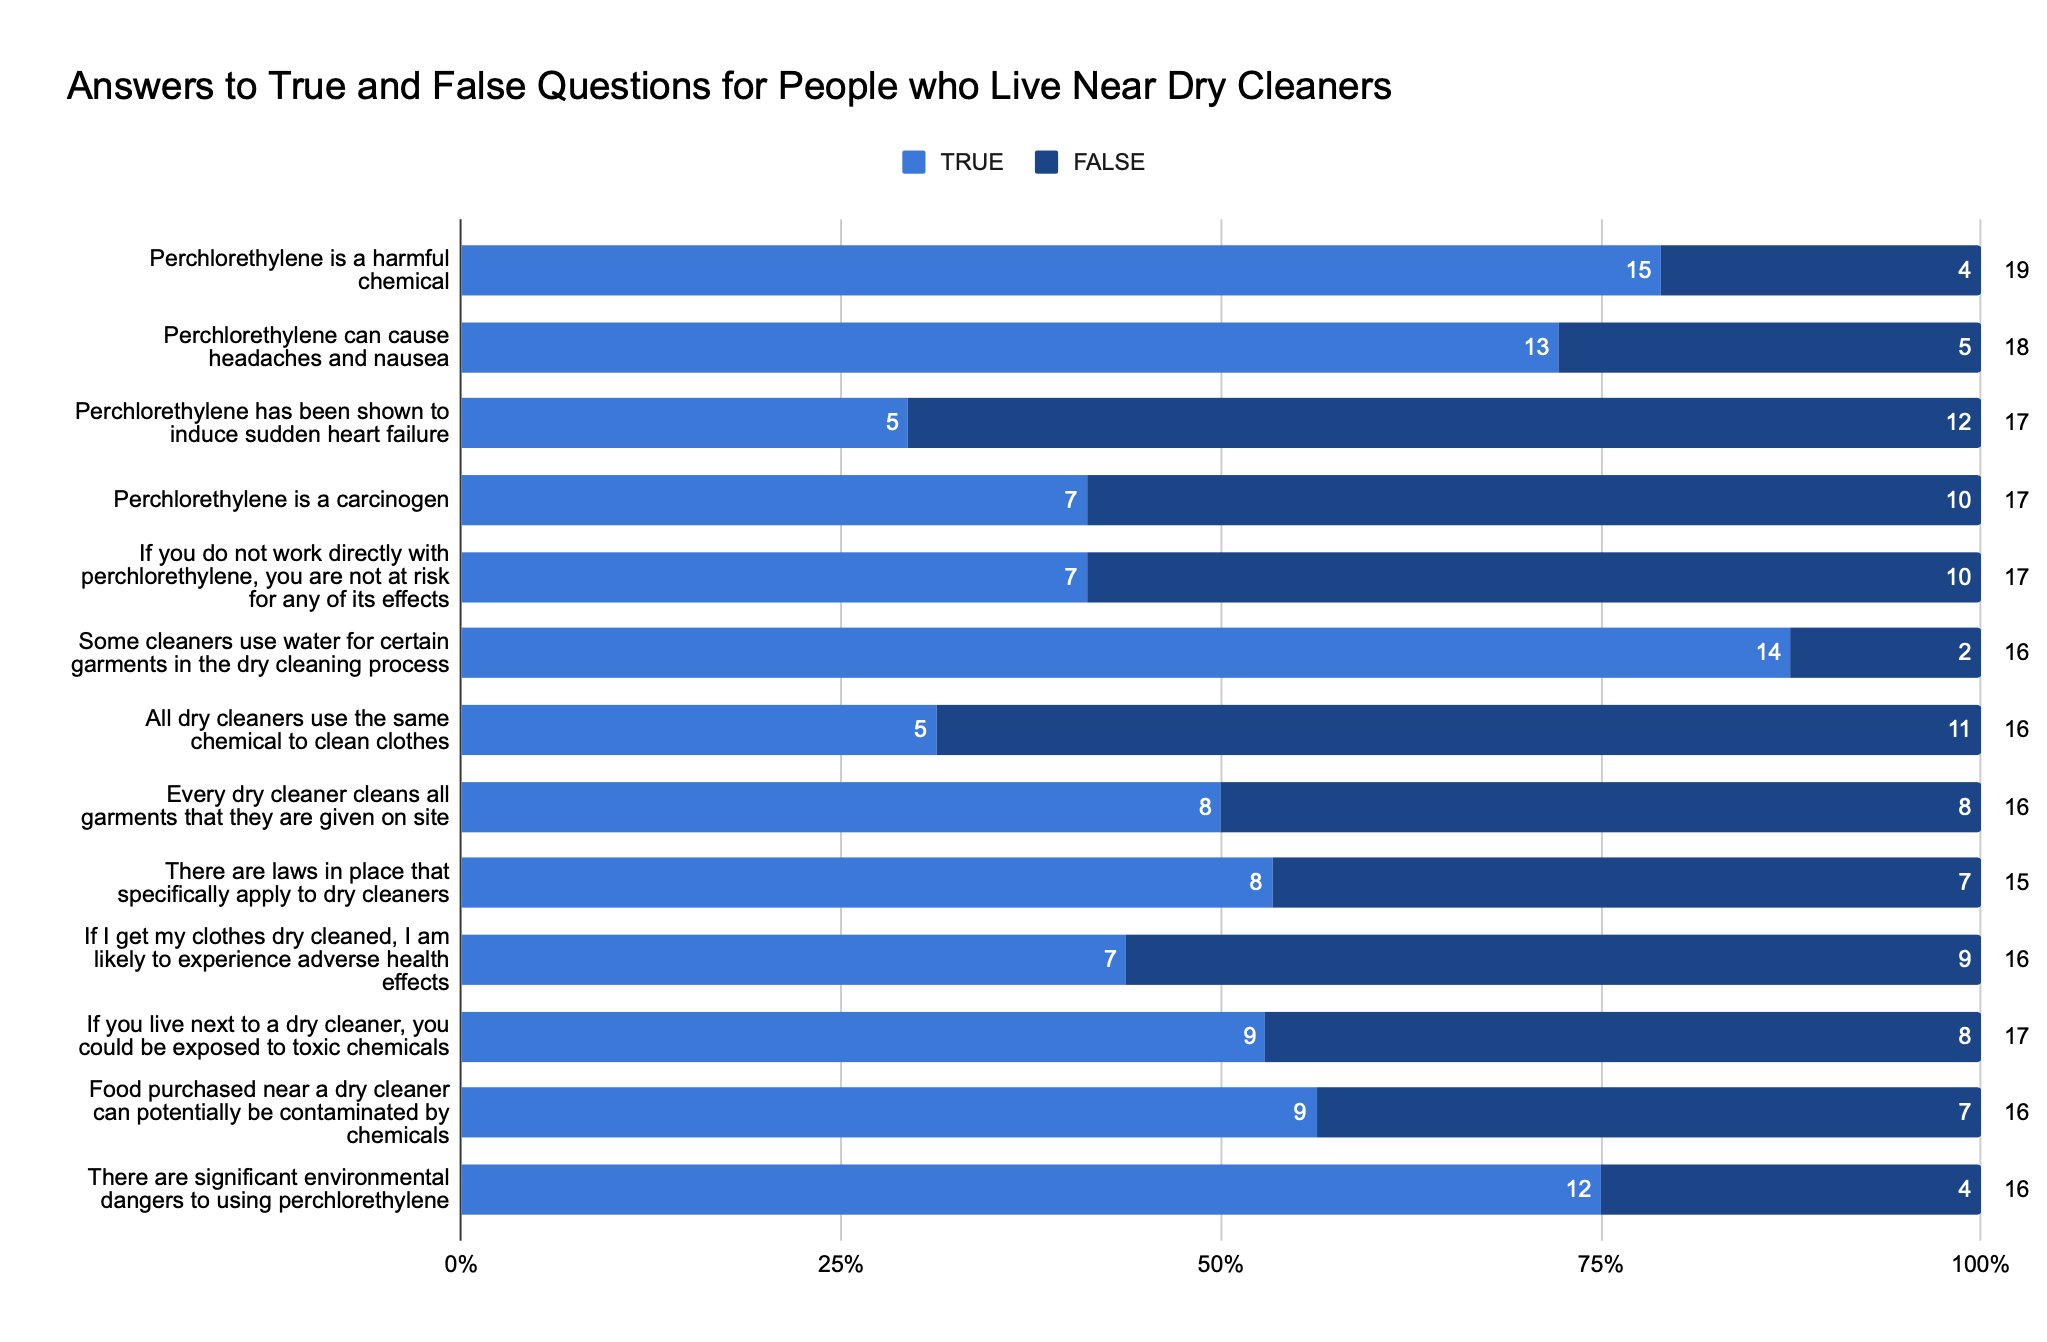 Answers to True and False Questions for People who Live Near Dry Cleaners
TRUE FALSE
Perchlorethylene is a harmful
chemical
15 4 19
Perchlorethylene can cause
headaches and nausea
13 5 18
Perchlorethylene has been shown to
induce sudden heart failure
5 12 17
Perchlorethylene is a carcinogen
7 10 17
If you do not work directly with
perchlorethylene, you are not at risk
for any of its effects
7 10 17
Some cleaners use water for certain
garments in the dry cleaning process
14 2 16
All dry cleaners use the same
chemical to clean clothes
5 11 16
Every dry cleaner cleans all
garments that they are given on site
8 8 16
There are laws in place that
specifically apply to dry cleaners
8 7 15
If I get my clothes dry cleaned, I am
likely to experience adverse health
effects
7 9 16
If you live next to a dry cleaner, you
could be exposed to toxic chemicals
9 8 17
Food purchased near a dry cleaner
can potentially be contaminated by
chemicals
9 7 16
There are significant environmental
dangers to using perchlorethylene
12 4 16
0% 25% 50% 75% 100%